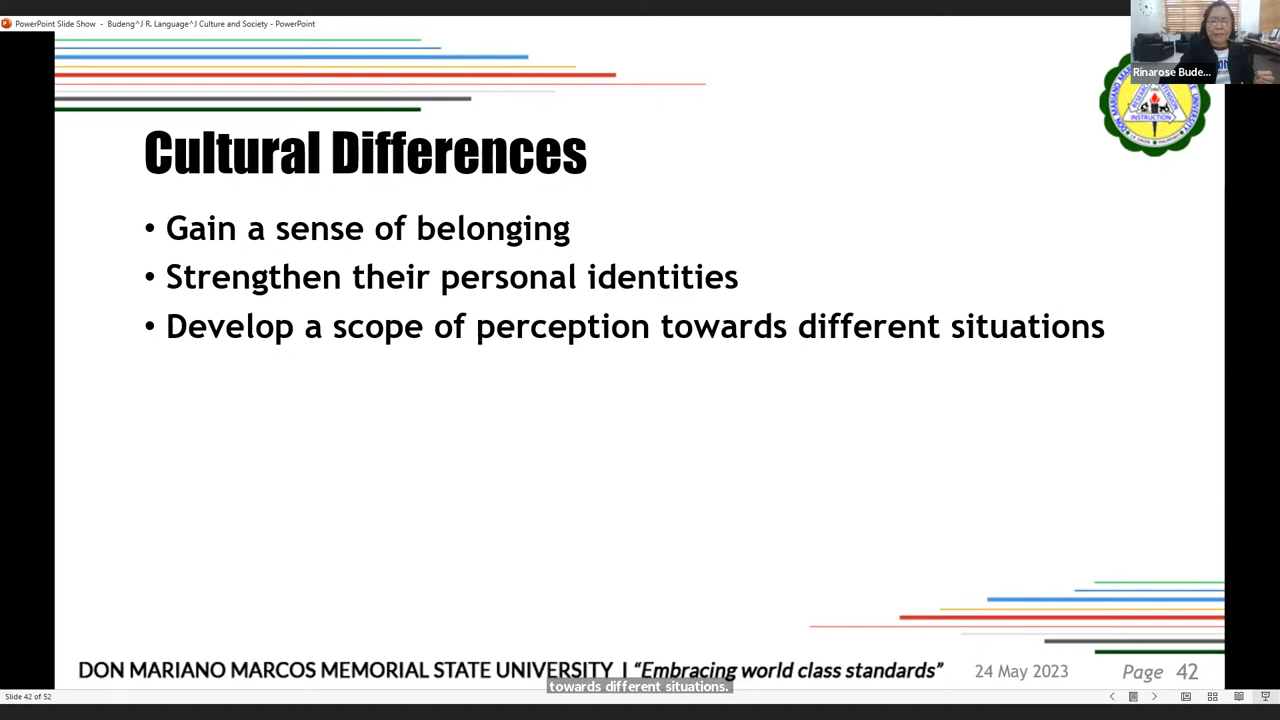 PowerPoint Slide Show - Budeng^J R. Language^J Culture and Society - PowerPoint
Rinarose Bude...
INSTRUCTION
Cultural Differences
• Gain a sense of belonging
• Strengthen their personal identities
• Develop a scope of perception towards different situations
DON MARIANO MARCOS MEMORIAL STATE UNIVERSITY | “Embracing world class standards”
24 May 2023
Page 42
towards different situations.
Slide 42 of 52